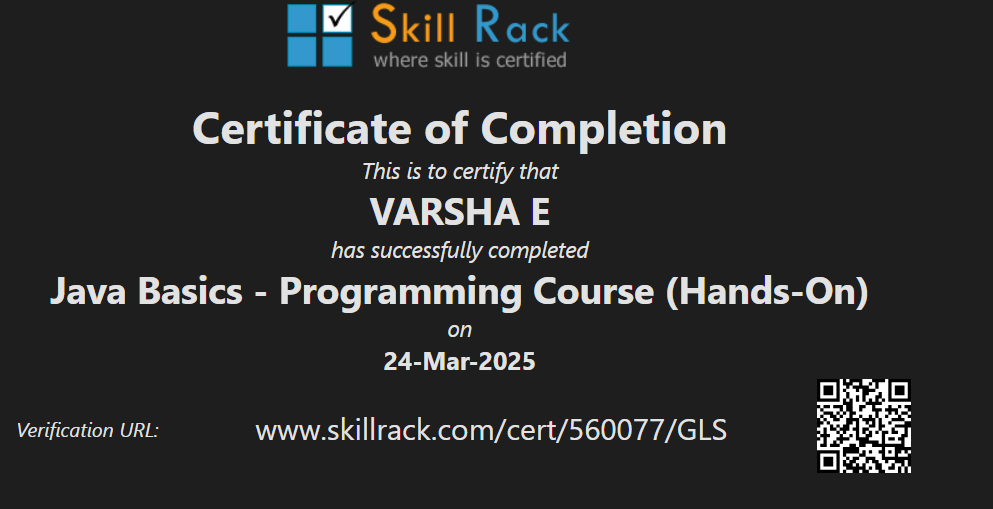 Skill Rack
where skill is certified
Certificate of Completion
This is to certify that
VARSHA E
has successfully completed
Java Basics - Programming Course (Hands-On)
on
24-Mar-2025
Verification URL: www.skillrack.com/cert/560077/GLS